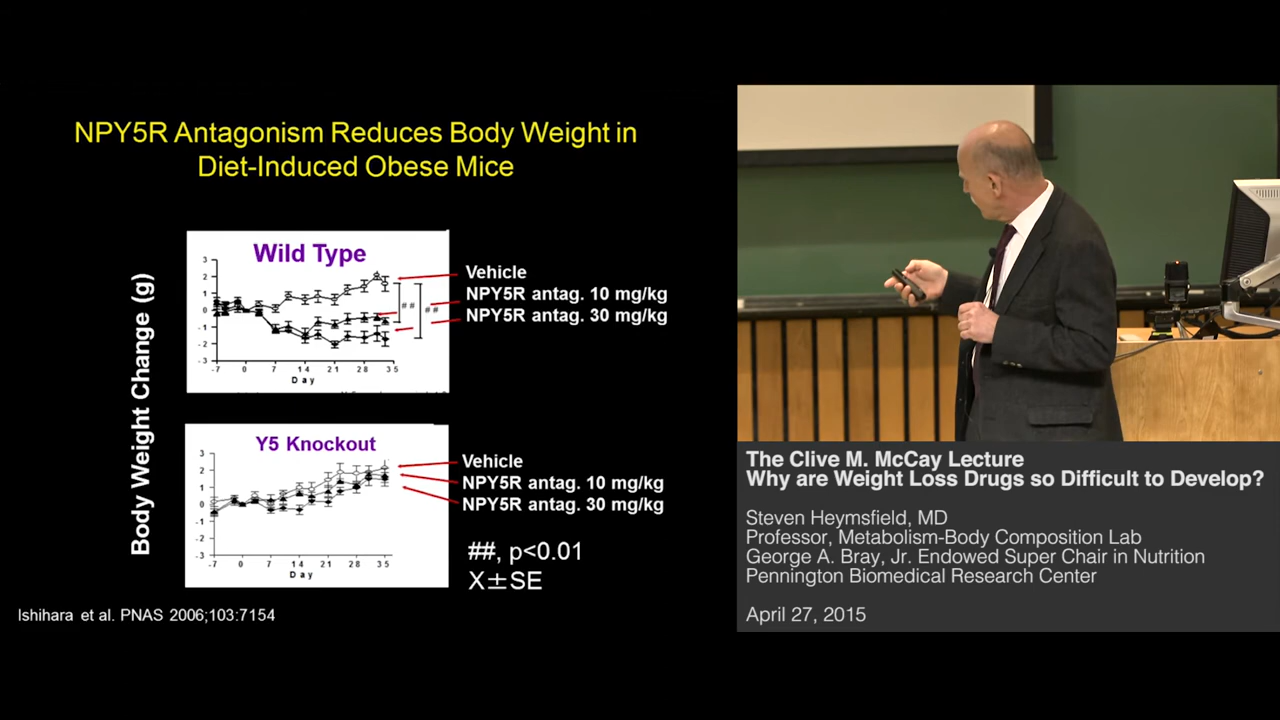 NPY5R Antagonism Reduces Body Weight in
Diet-Induced Obese Mice
Body Weight Change (g)
Wild Type
3
2
1
0
-1
-2
-3
-7 0 7 14 21 28 35
Day
##
##
Vehicle
NPY5R antag. 10 mg/kg
NPY5R antag. 30 mg/kg
Y5 Knockout
3
2
1
0
-1
-2
-3
-7 0 7 14 21 28 35
Day
Vehicle
NPY5R antag. 10 mg/kg
NPY5R antag. 30 mg/kg
##, p<0.01
X±SE
Ishihara et al. PNAS 2006;103:7154
The Clive M. McCay Lecture
Why are Weight Loss Drugs so Difficult to Develop?
Steven Heymsfield, MD
Professor, Metabolism-Body Composition Lab
George A. Bray, Jr. Endowed Super Chair in Nutrition
Pennington Biomedical Research Center
April 27, 2015